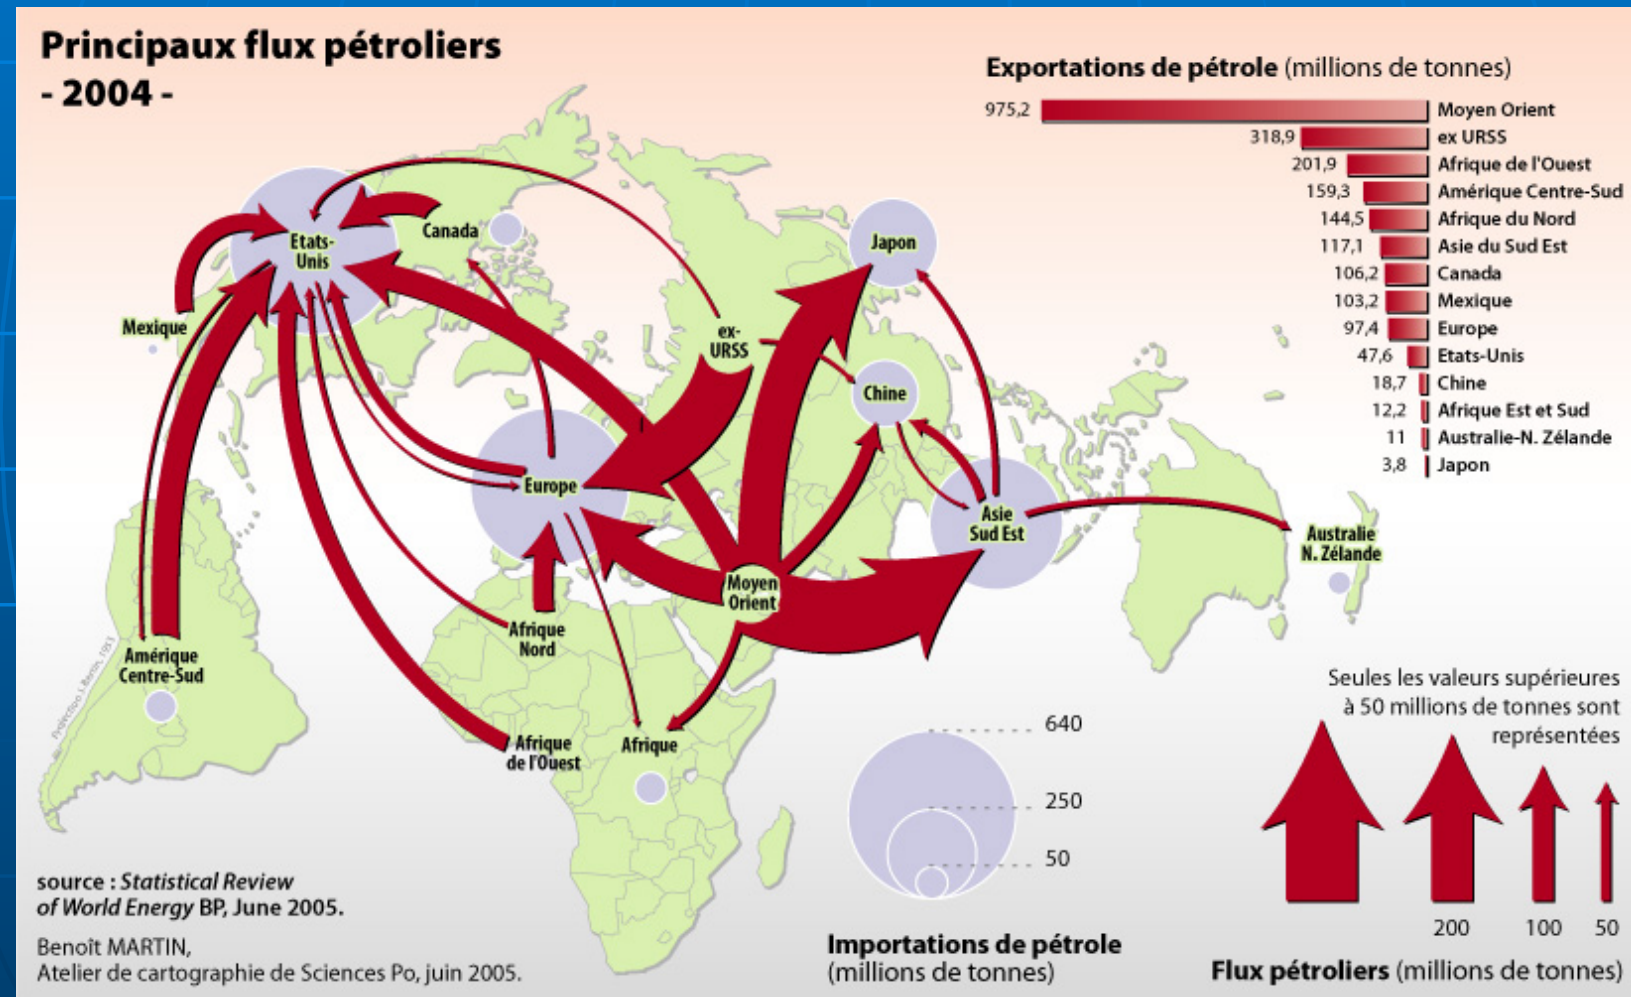 Principaux flux pétroliers
- 2004 -
Exportations de pétrole (millions de tonnes)
975,2 Moyen Orient
318,9 ex URSS
201,9 Afrique de l'Ouest
159,3 Amérique Centre-Sud
144,5 Afrique du Nord
117,1 Asie du Sud Est
106,2 Canada
103,2 Mexique
97,4 Europe
47,6 Etats-Unis
18,7 Chine
12,2 Afrique Est et Sud
11 Australie-N. Zélande
3,8 Japon
Etats-
Unis
Canada
Japon
Mexique
ex-
URSS
Chine
Europe
Asie
Sud Est
Australie
N. Zélande
Moyen
Orient
Afrique
Nord
Amérique
Centre-Sud
Afrique
de l'Ouest
Afrique
Projection J. Bertin, 1953
Seules les valeurs supérieures
à 50 millions de tonnes sont
représentées
640
250
50
Importations de pétrole
(millions de tonnes)
200 100 50
Flux pétroliers (millions de tonnes)
source : Statistical Review
of World Energy BP, June 2005.
Benoît MARTIN,
Atelier de cartographie de Sciences Po, juin 2005.